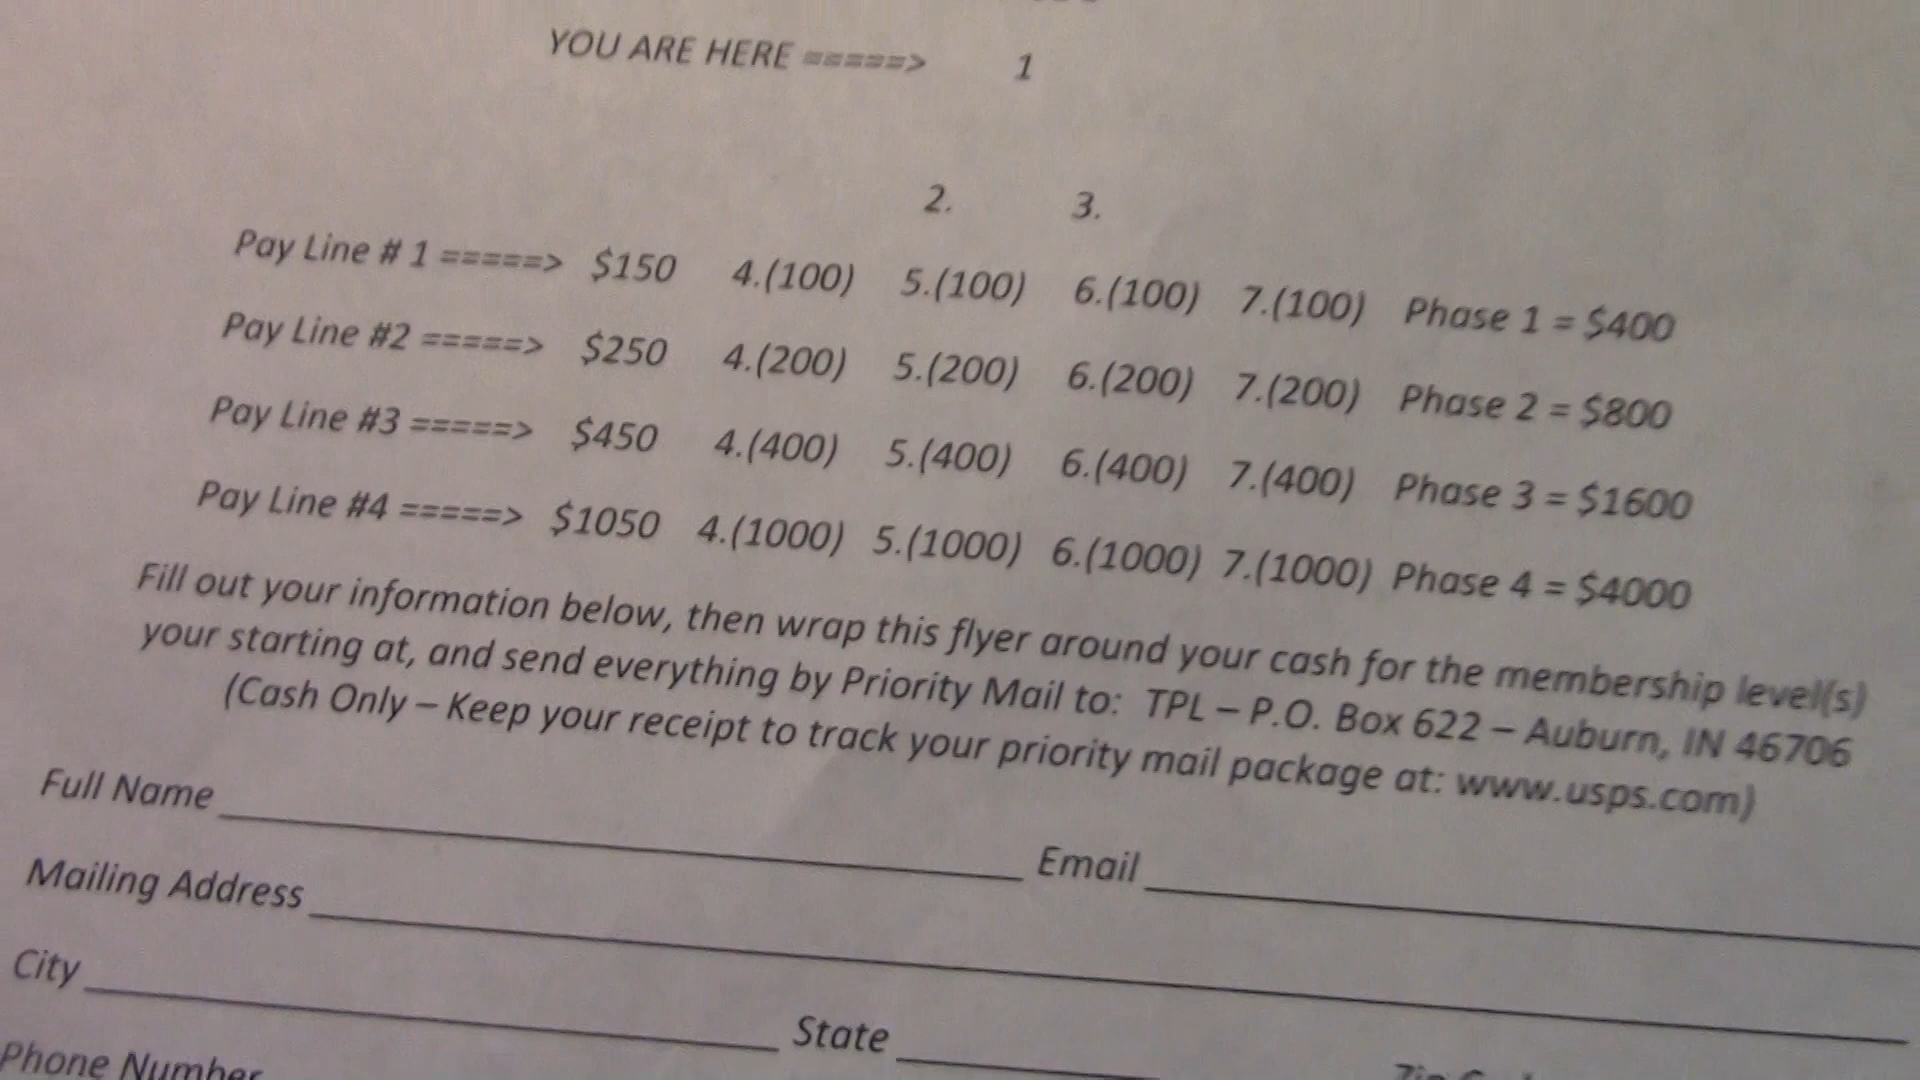 YOU ARE HERE =====> 1
2. 3.
Pay Line # 1 =====> $150 4.(100) 5.(100) 6.(100) 7.(100) Phase 1 = $400
Pay Line #2 =====> $250 4.(200) 5.(200) 6.(200) 7.(200) Phase 2 = $800
Pay Line #3 =====> $450 4.(400) 5.(400) 6.(400) 7.(400) Phase 3 = $1600
Pay Line #4 =====> $1050 4.(1000) 5.(1000) 6.(1000) 7.(1000) Phase 4 = $4000
Fill out your information below, then wrap this flyer around your cash for the membership level(s)
your starting at, and send everything by Priority Mail to: TPL – P.O. Box 622 – Auburn, IN 46706
(Cash Only – Keep your receipt to track your priority mail package at: www.usps.com)
Full Name Email
Mailing Address
City State
Phone Number